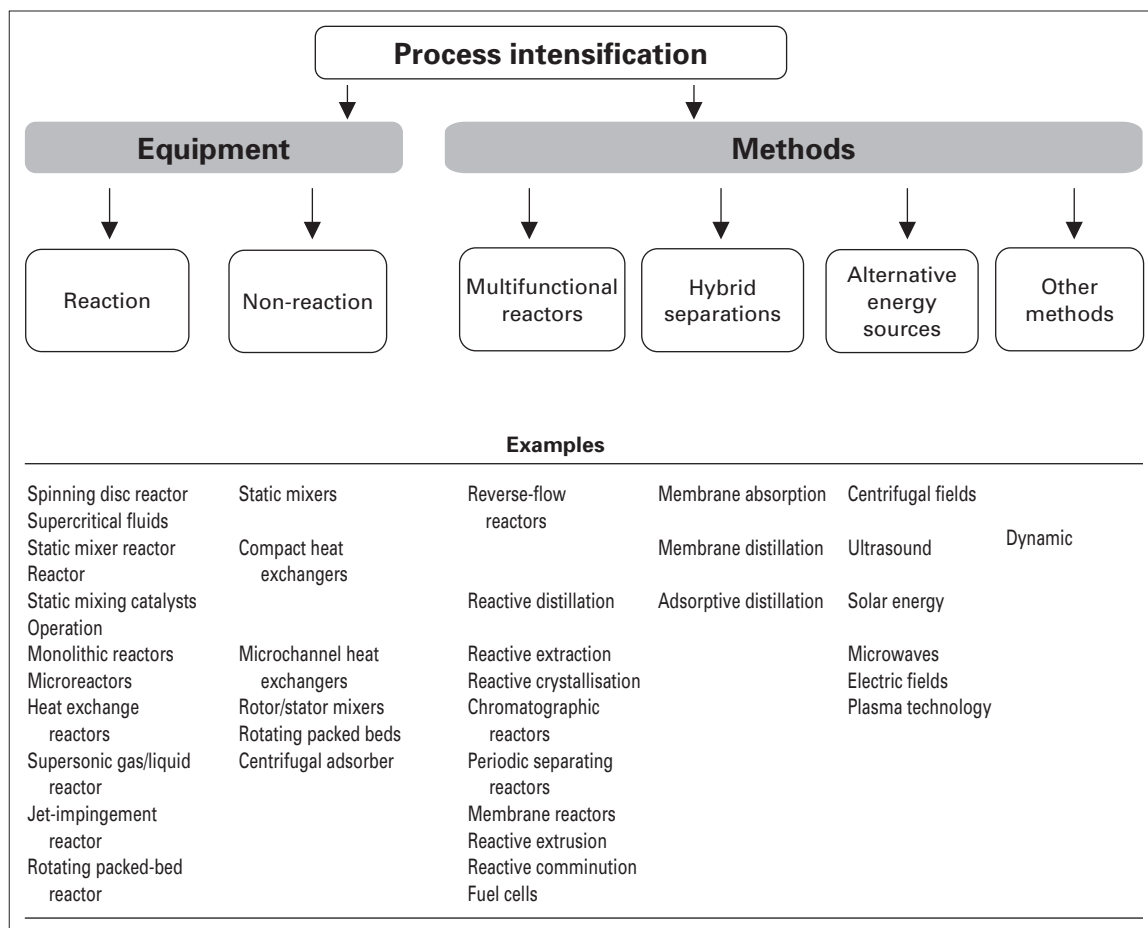 Process intensification
Equipment
Methods
Reaction
Non-reaction
Multifunctional
reactors
Hybrid
separations
Alternative
energy
sources
Other
methods
Examples
Spinning disc reactor
Supercritical fluids
Static mixer reactor
Reactor
Static mixing catalysts
Operation
Monolithic reactors
Microreactors
Heat exchange
reactors
Supersonic gas/liquid
reactor
Jet-impingement
reactor
Rotating packed-bed
reactor
Static mixers
Compact heat
exchangers
Microchannel heat
exchangers
Rotor/stator mixers
Rotating packed beds
Centrifugal adsorber
Reverse-flow
reactors
Reactive distillation
Reactive extraction
Reactive crystallisation
Chromatographic
reactors
Periodic separating
reactors
Membrane reactors
Reactive extrusion
Reactive comminution
Fuel cells
Membrane absorption
Membrane distillation
Adsorptive distillation
Centrifugal fields
Ultrasound
Solar energy
Microwaves
Electric fields
Plasma technology
Dynamic